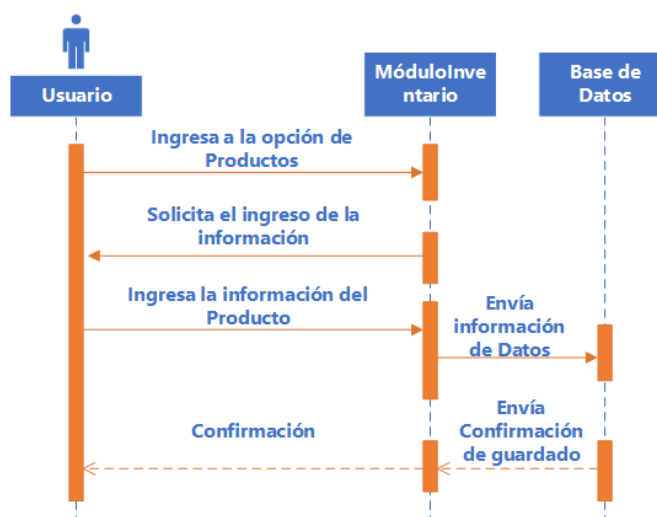 Usuario
MóduloInve
ntario
Base de
Datos
Ingresa a la opción de
Productos
Solicita el ingreso de la
información
Ingresa la información del
Producto
Envía
información
de Datos
Confirmación
Envía
Confirmación
de guardado